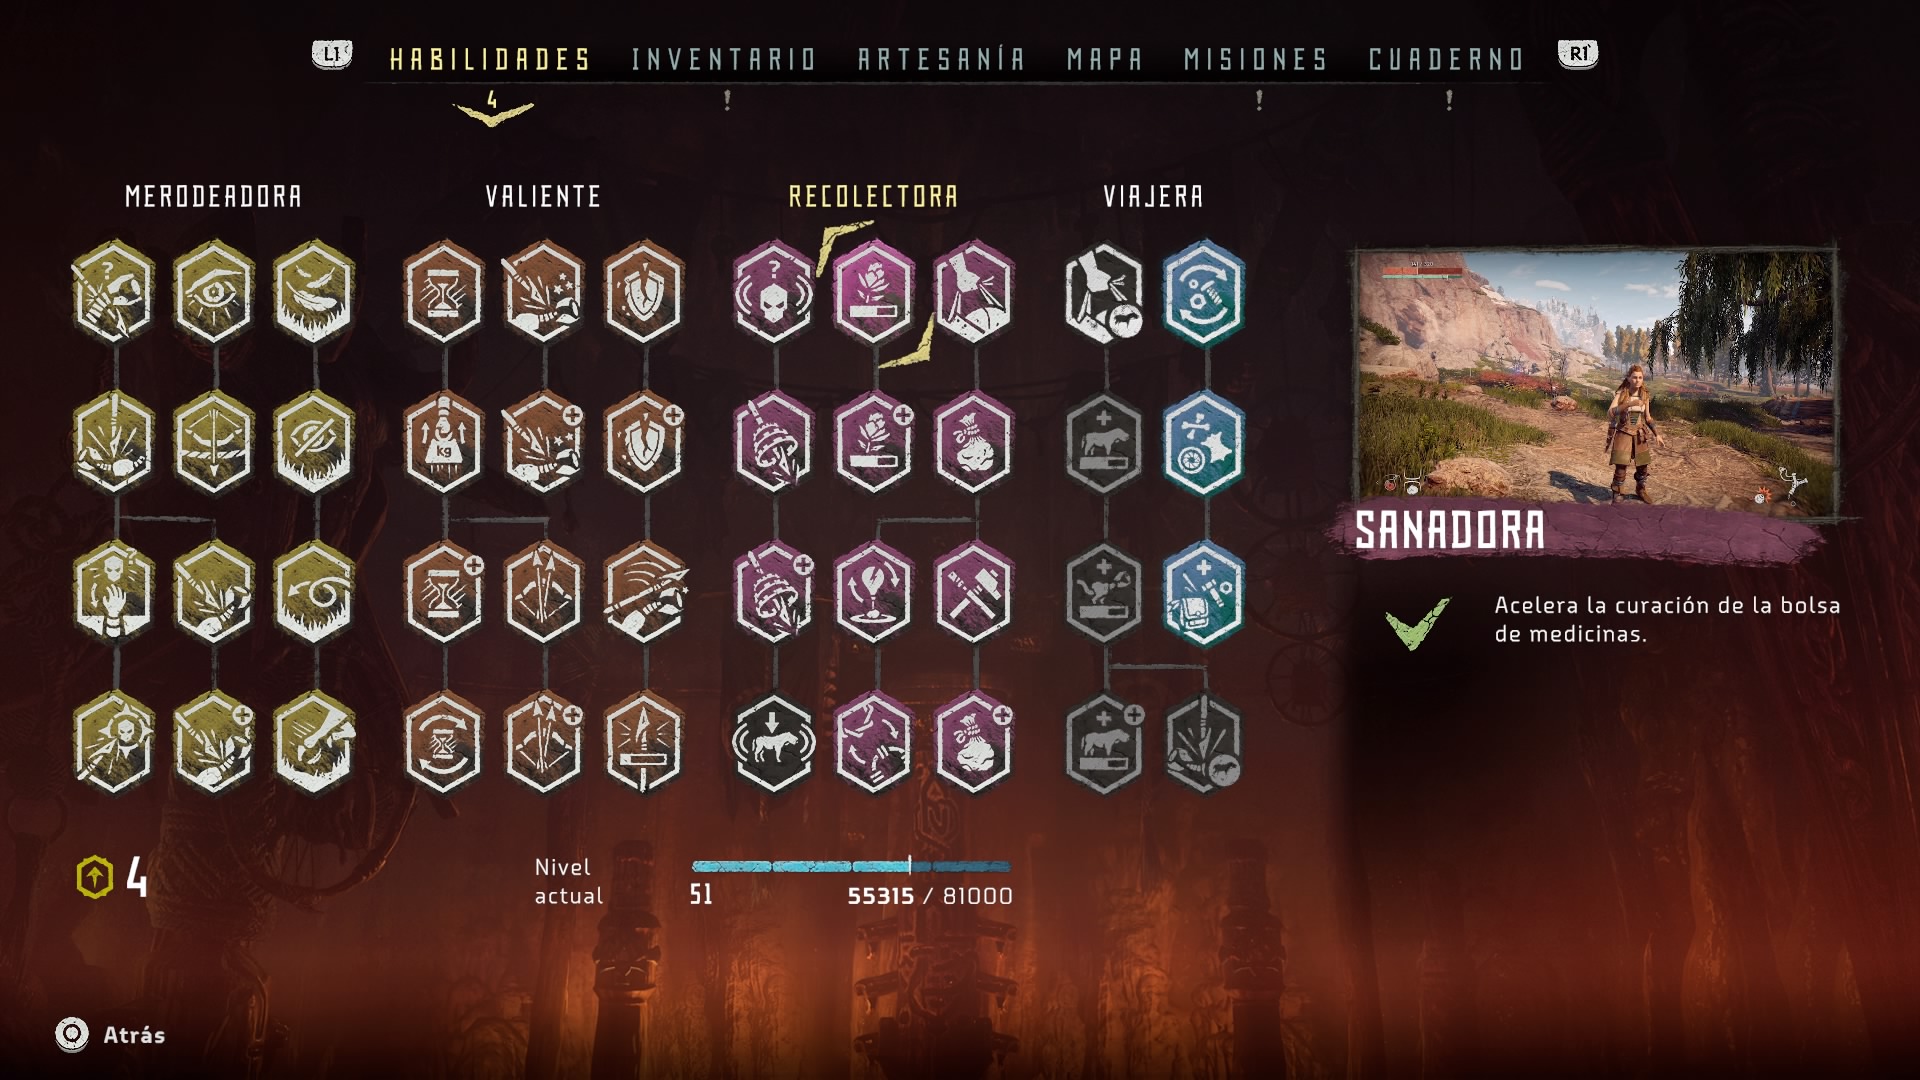 L1 HABILIDADES INVENTARIO ARTESANÍA MAPA MISIONES CUADERNO R1
4 ! ! !
MERODEADORA VALIENTE RECOLECTORA VIAJERA
SANADORA
Acelera la curación de la bolsa
de medicinas.
4
Nivel
actual
51 55315 / 81000
Atrás